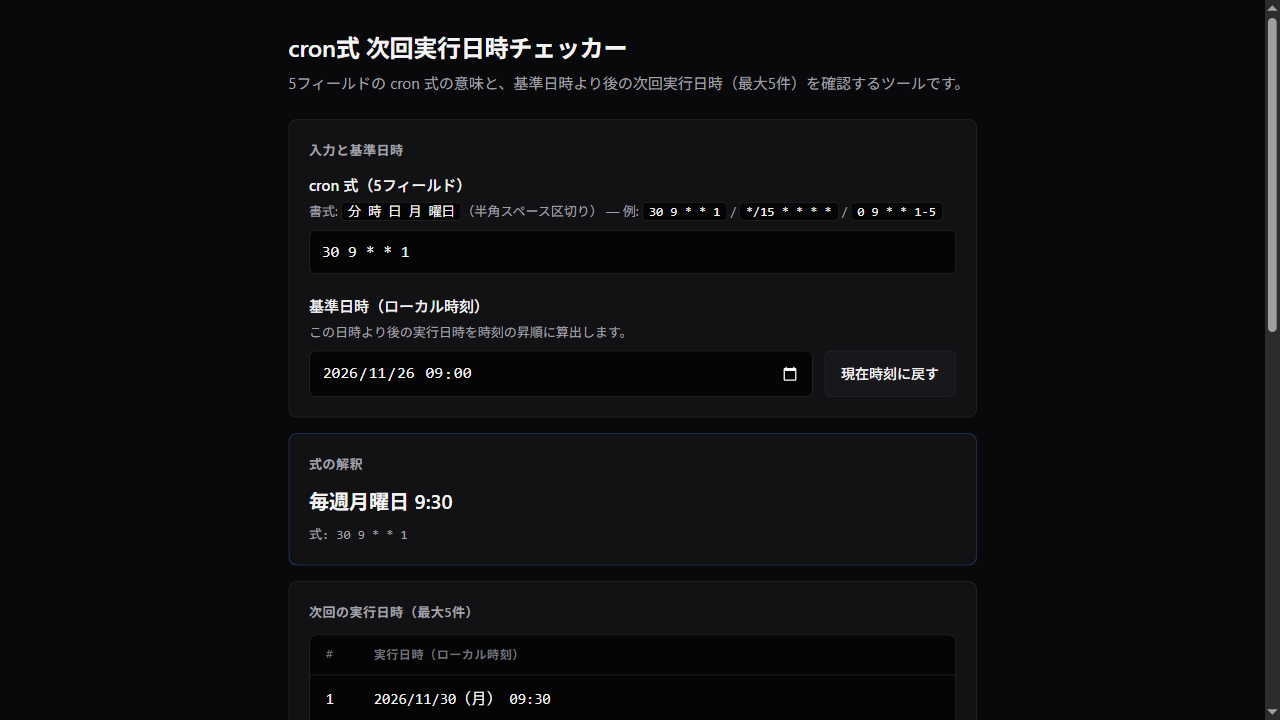 cron式 次回実行日時チェッカー
5フィールドの cron 式の意味と、基準日時より後の次回実行日時（最大5件）を確認するツールです。
入力と基準日時
cron 式（5フィールド）
書式: 分 時 日 月 曜日 （半角スペース区切り） — 例: 30 9 * * 1 / */15 * * * * / 0 9 * * 1-5
30 9 * * 1
基準日時（ローカル時刻）
この日時より後の実行日時を時刻の昇順に算出します。
2026/11/26 09:00
現在時刻に戻す
式の解釈
毎週月曜日 9:30
式: 30 9 * * 1
次回の実行日時（最大5件）
# 実行日時（ローカル時刻）
1 2026/11/30（月） 09:30